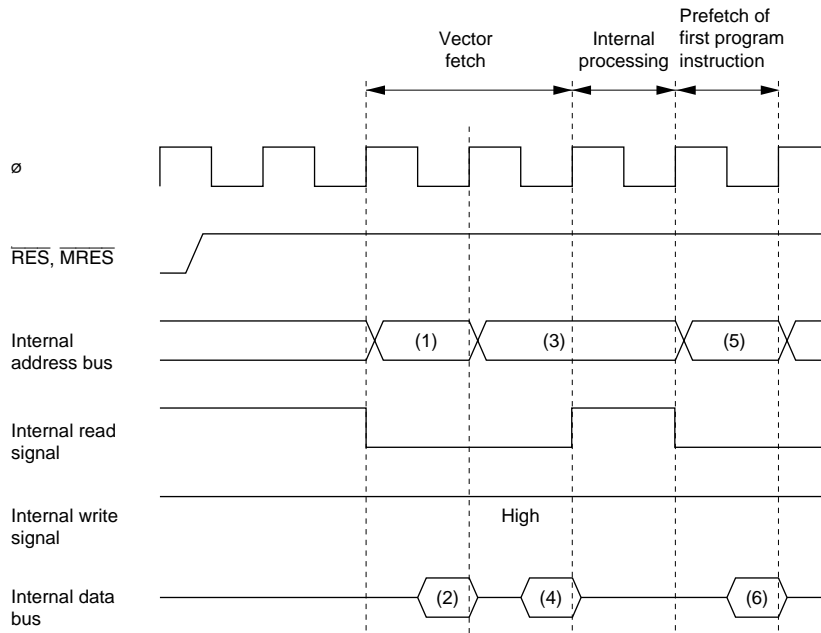 Vector
fetch
Internal
processing
Prefetch of
first program
instruction
ø
RES, MRES
Internal
address bus
(1)
(3)
(5)
Internal read
signal
Internal write
signal
High
Internal data
bus
(2)
(4)
(6)